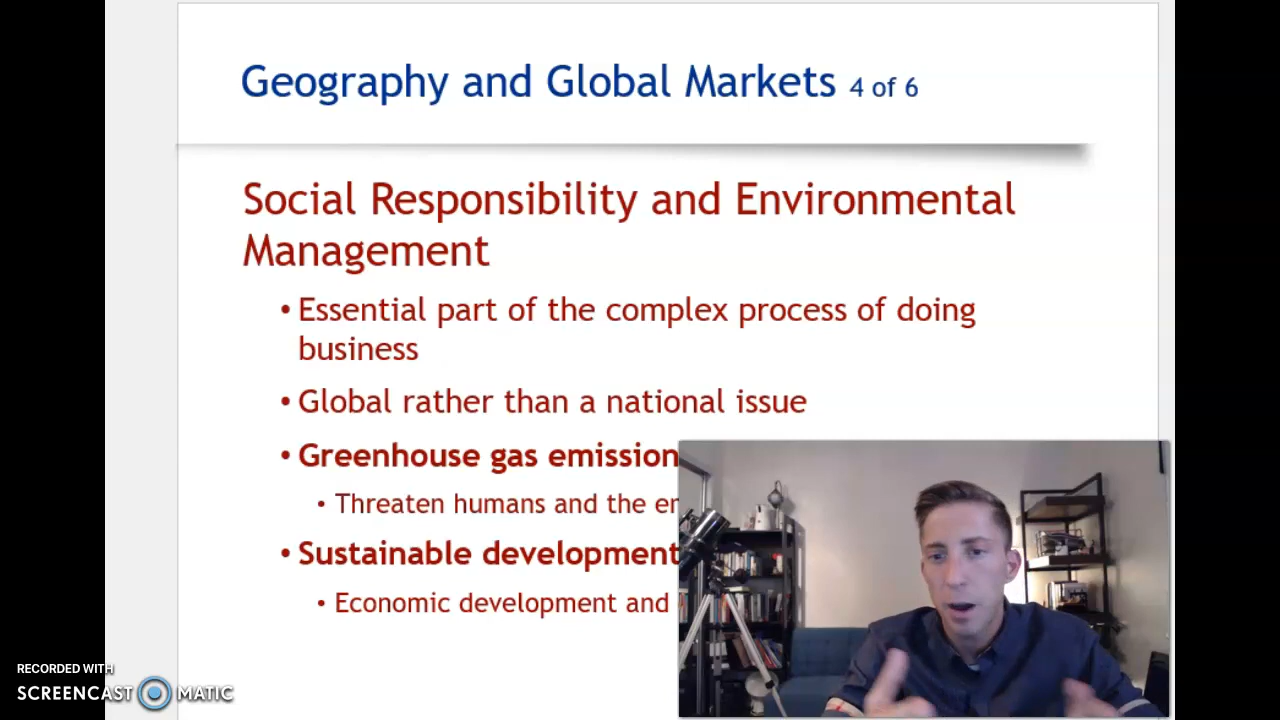 Geography and Global Markets 4 of 6
Social Responsibility and Environmental
Management
• Essential part of the complex process of doing
business
• Global rather than a national issue
• Greenhouse gas emission
• Threaten humans and the
• Sustainable development
• Economic development and
RECORDED WITH
SCREENCAST MATIC